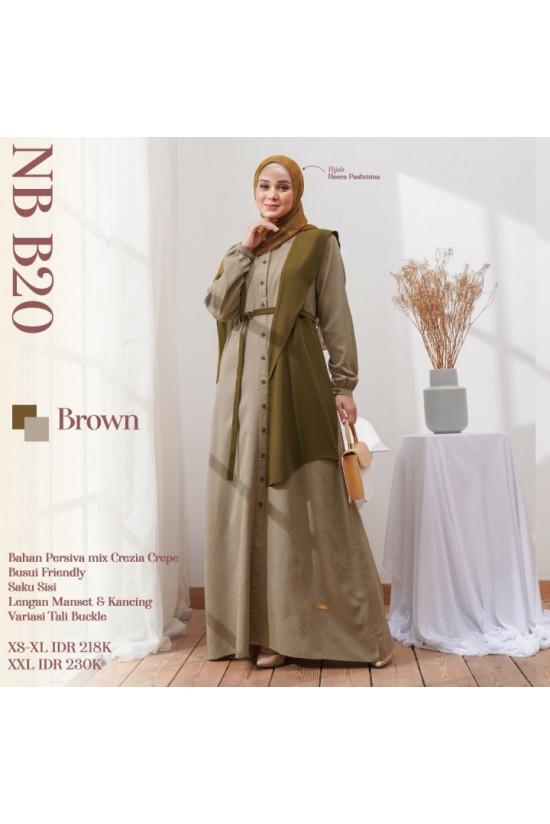 NB B20
Hijab
Heera Pashmina
Brown
Bahan Persiva mix Crezia Crepe
Busui Friendly
Saku Sisi
Lengan Manset & Kancing
Variasi Tali Buckle
XS-XL IDR 218K
XXL IDR 230K